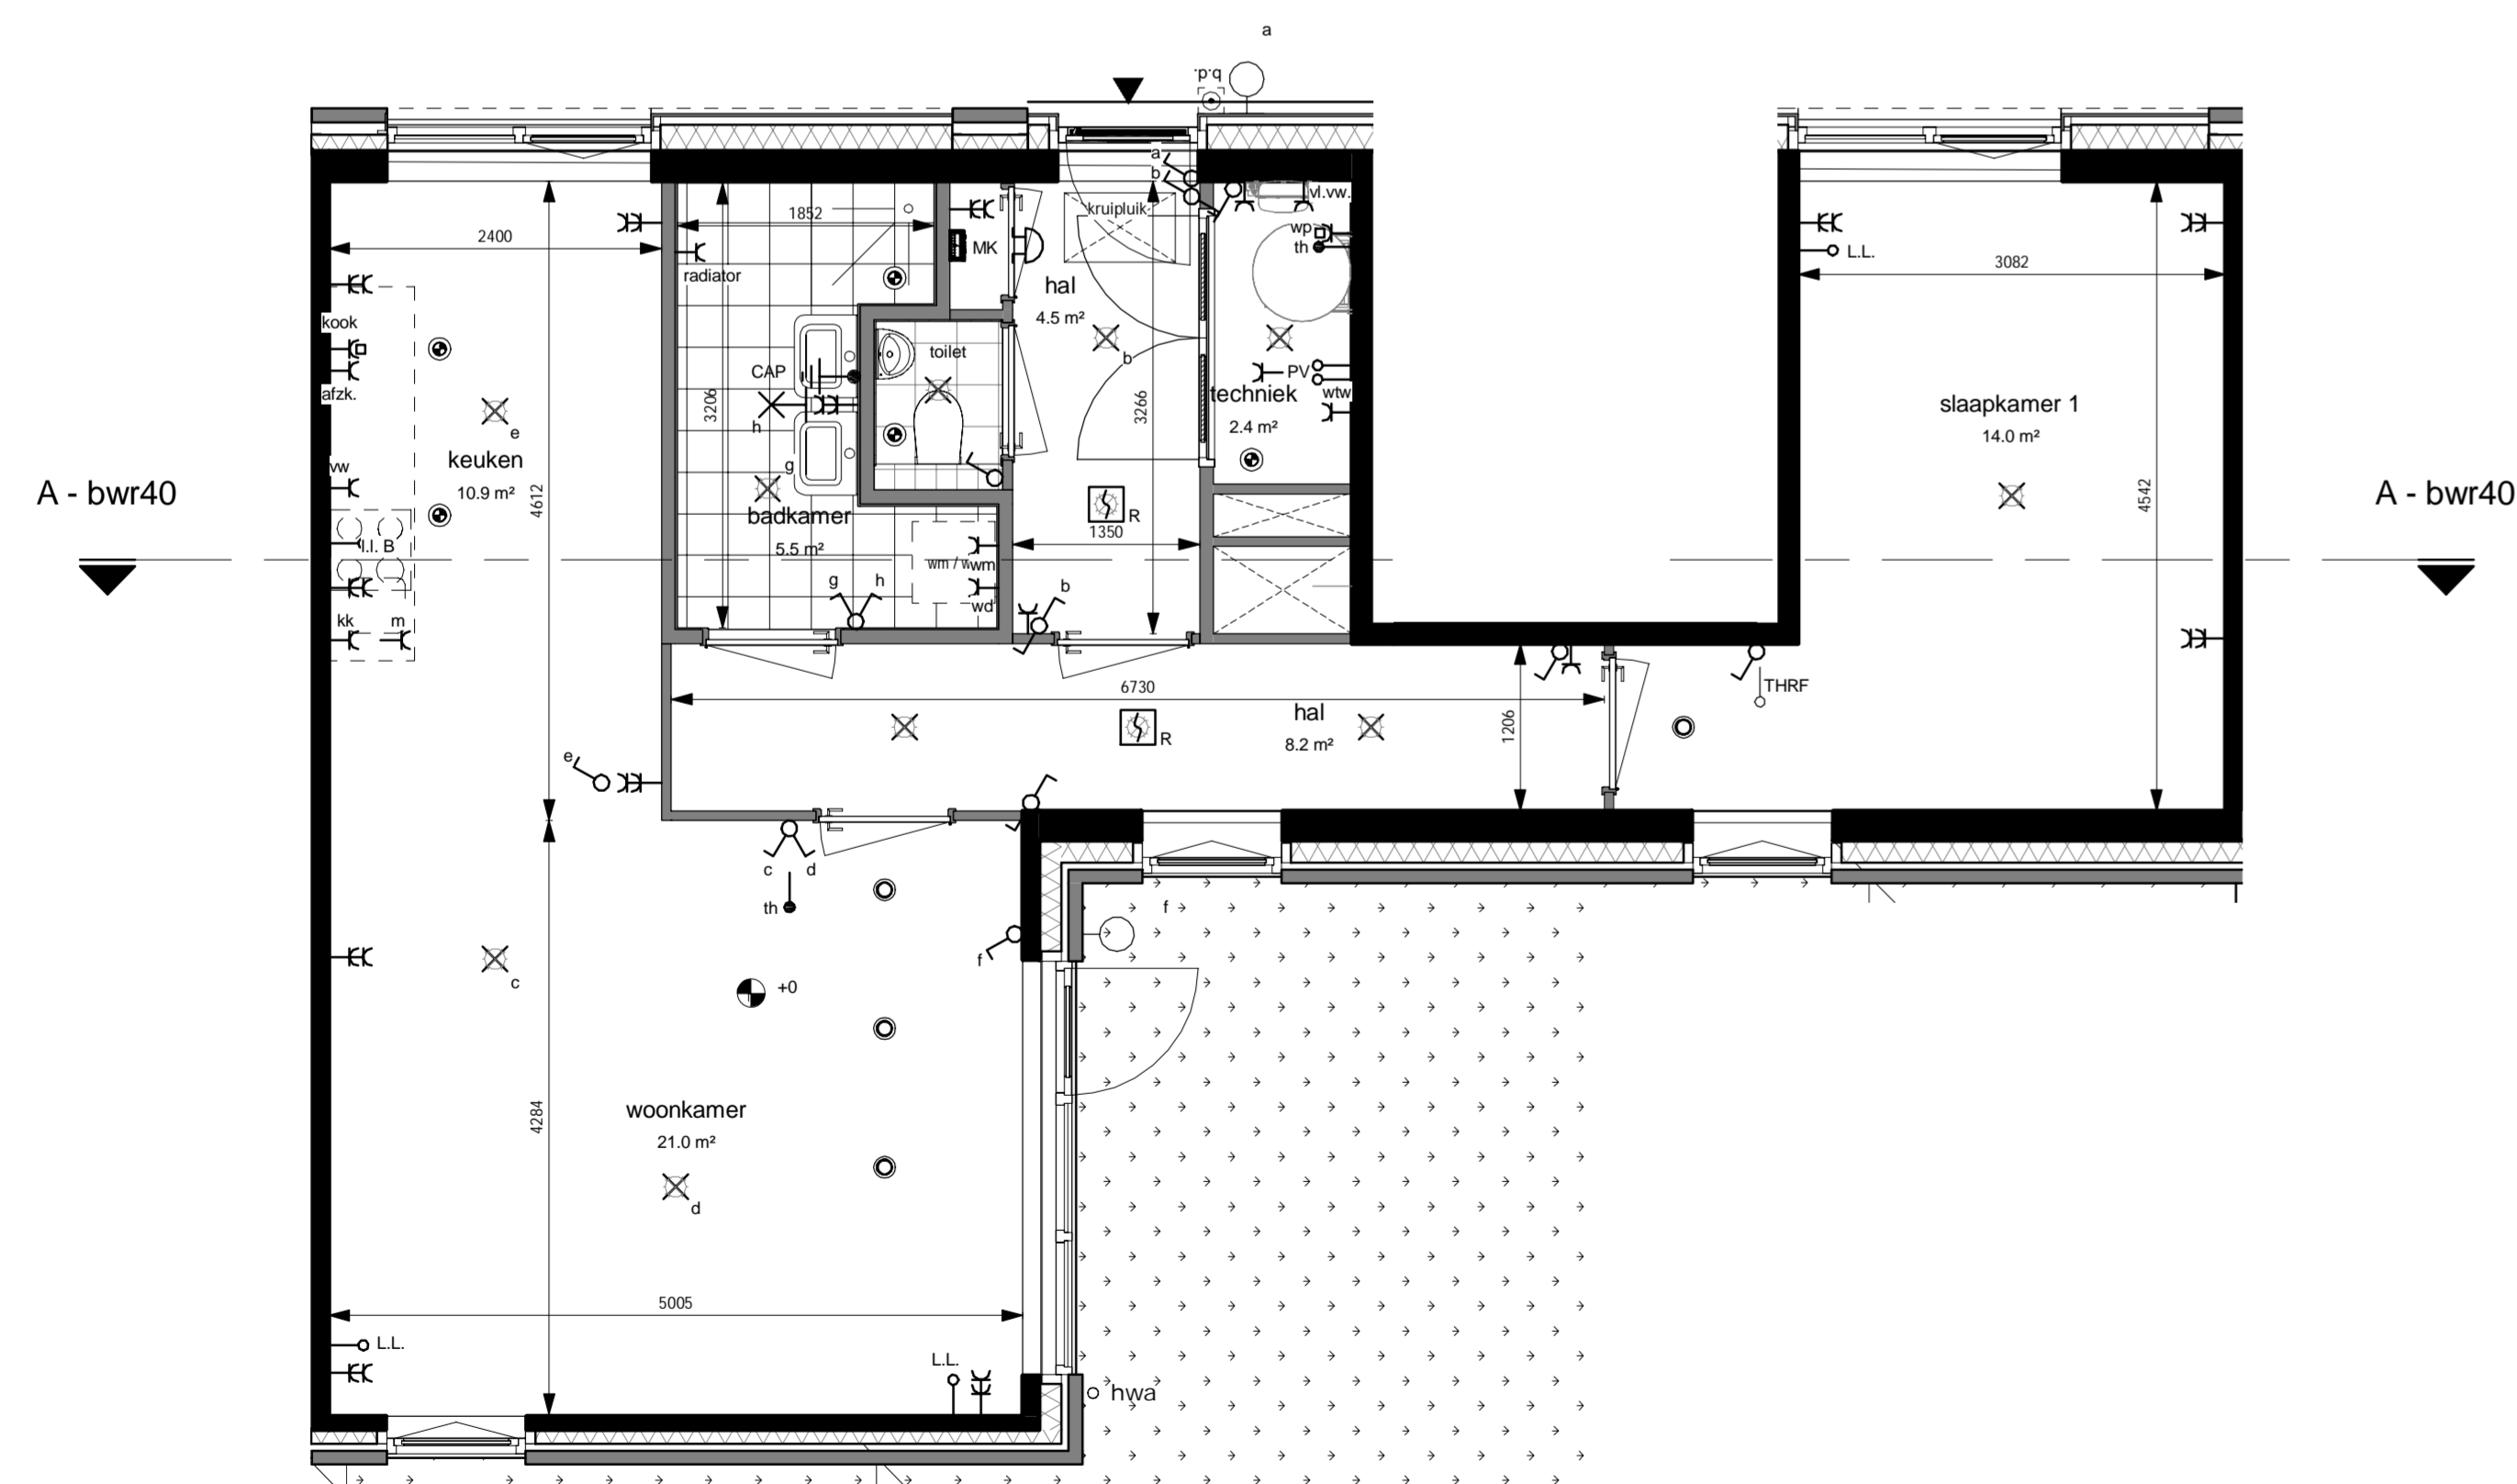 a
b.d.
a
b
vl.vw.
kruipluik
1852
2400
MK
wp
th
L.L.
3082
radiator
hal
4.5 m²
kook
toilet
b
CAP
PV
afzk.
techniek
wtw
2.4 m²
3206
3266
slaapkamer 1
14.0 m²
e
h
keuken
10.9 m²
vw
g
A - bwr40
A - bwr40
4612
4542
badkamer
5.5 m²
R
1350
l.l. B
wm / w
wm
g
h
wd
b
kk
m
6730
THRF
hal
8.2 m²
1206
R
e
c
d
th
f
f
c
+0
woonkamer
21.0 m²
4284
d
5005
L.L.
L.L.
hwa